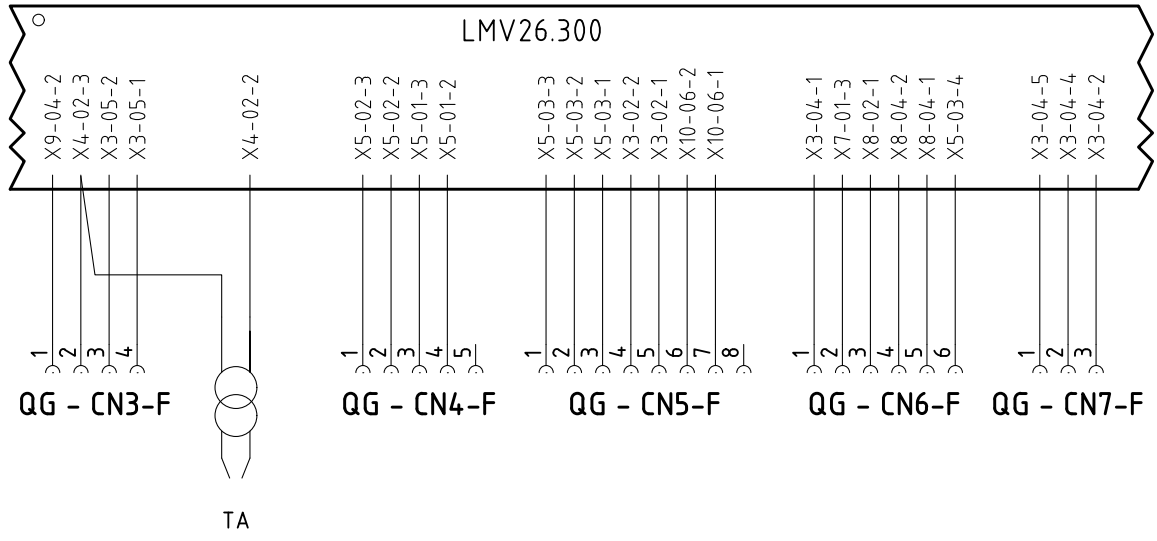 LMV26.300
X9-04-2
X4-02-3
X3-05-2
X3-05-1
X4-02-2
X5-02-3
X5-02-2
X5-01-3
X5-01-2
X5-03-3
X5-03-2
X5-03-1
X3-02-2
X3-02-1
X10-06-2
X10-06-1
X3-04-1
X7-01-3
X8-02-1
X8-04-2
X8-04-1
X5-03-4
X3-04-5
X3-04-4
X3-04-2
1 2 3 4
1 2 3 4 5
1 2 3 4 5 6 7 8
1 2 3 4 5 6
1 2 3
QG - CN3-F
QG - CN4-F
QG - CN5-F
QG - CN6-F
QG - CN7-F
TA